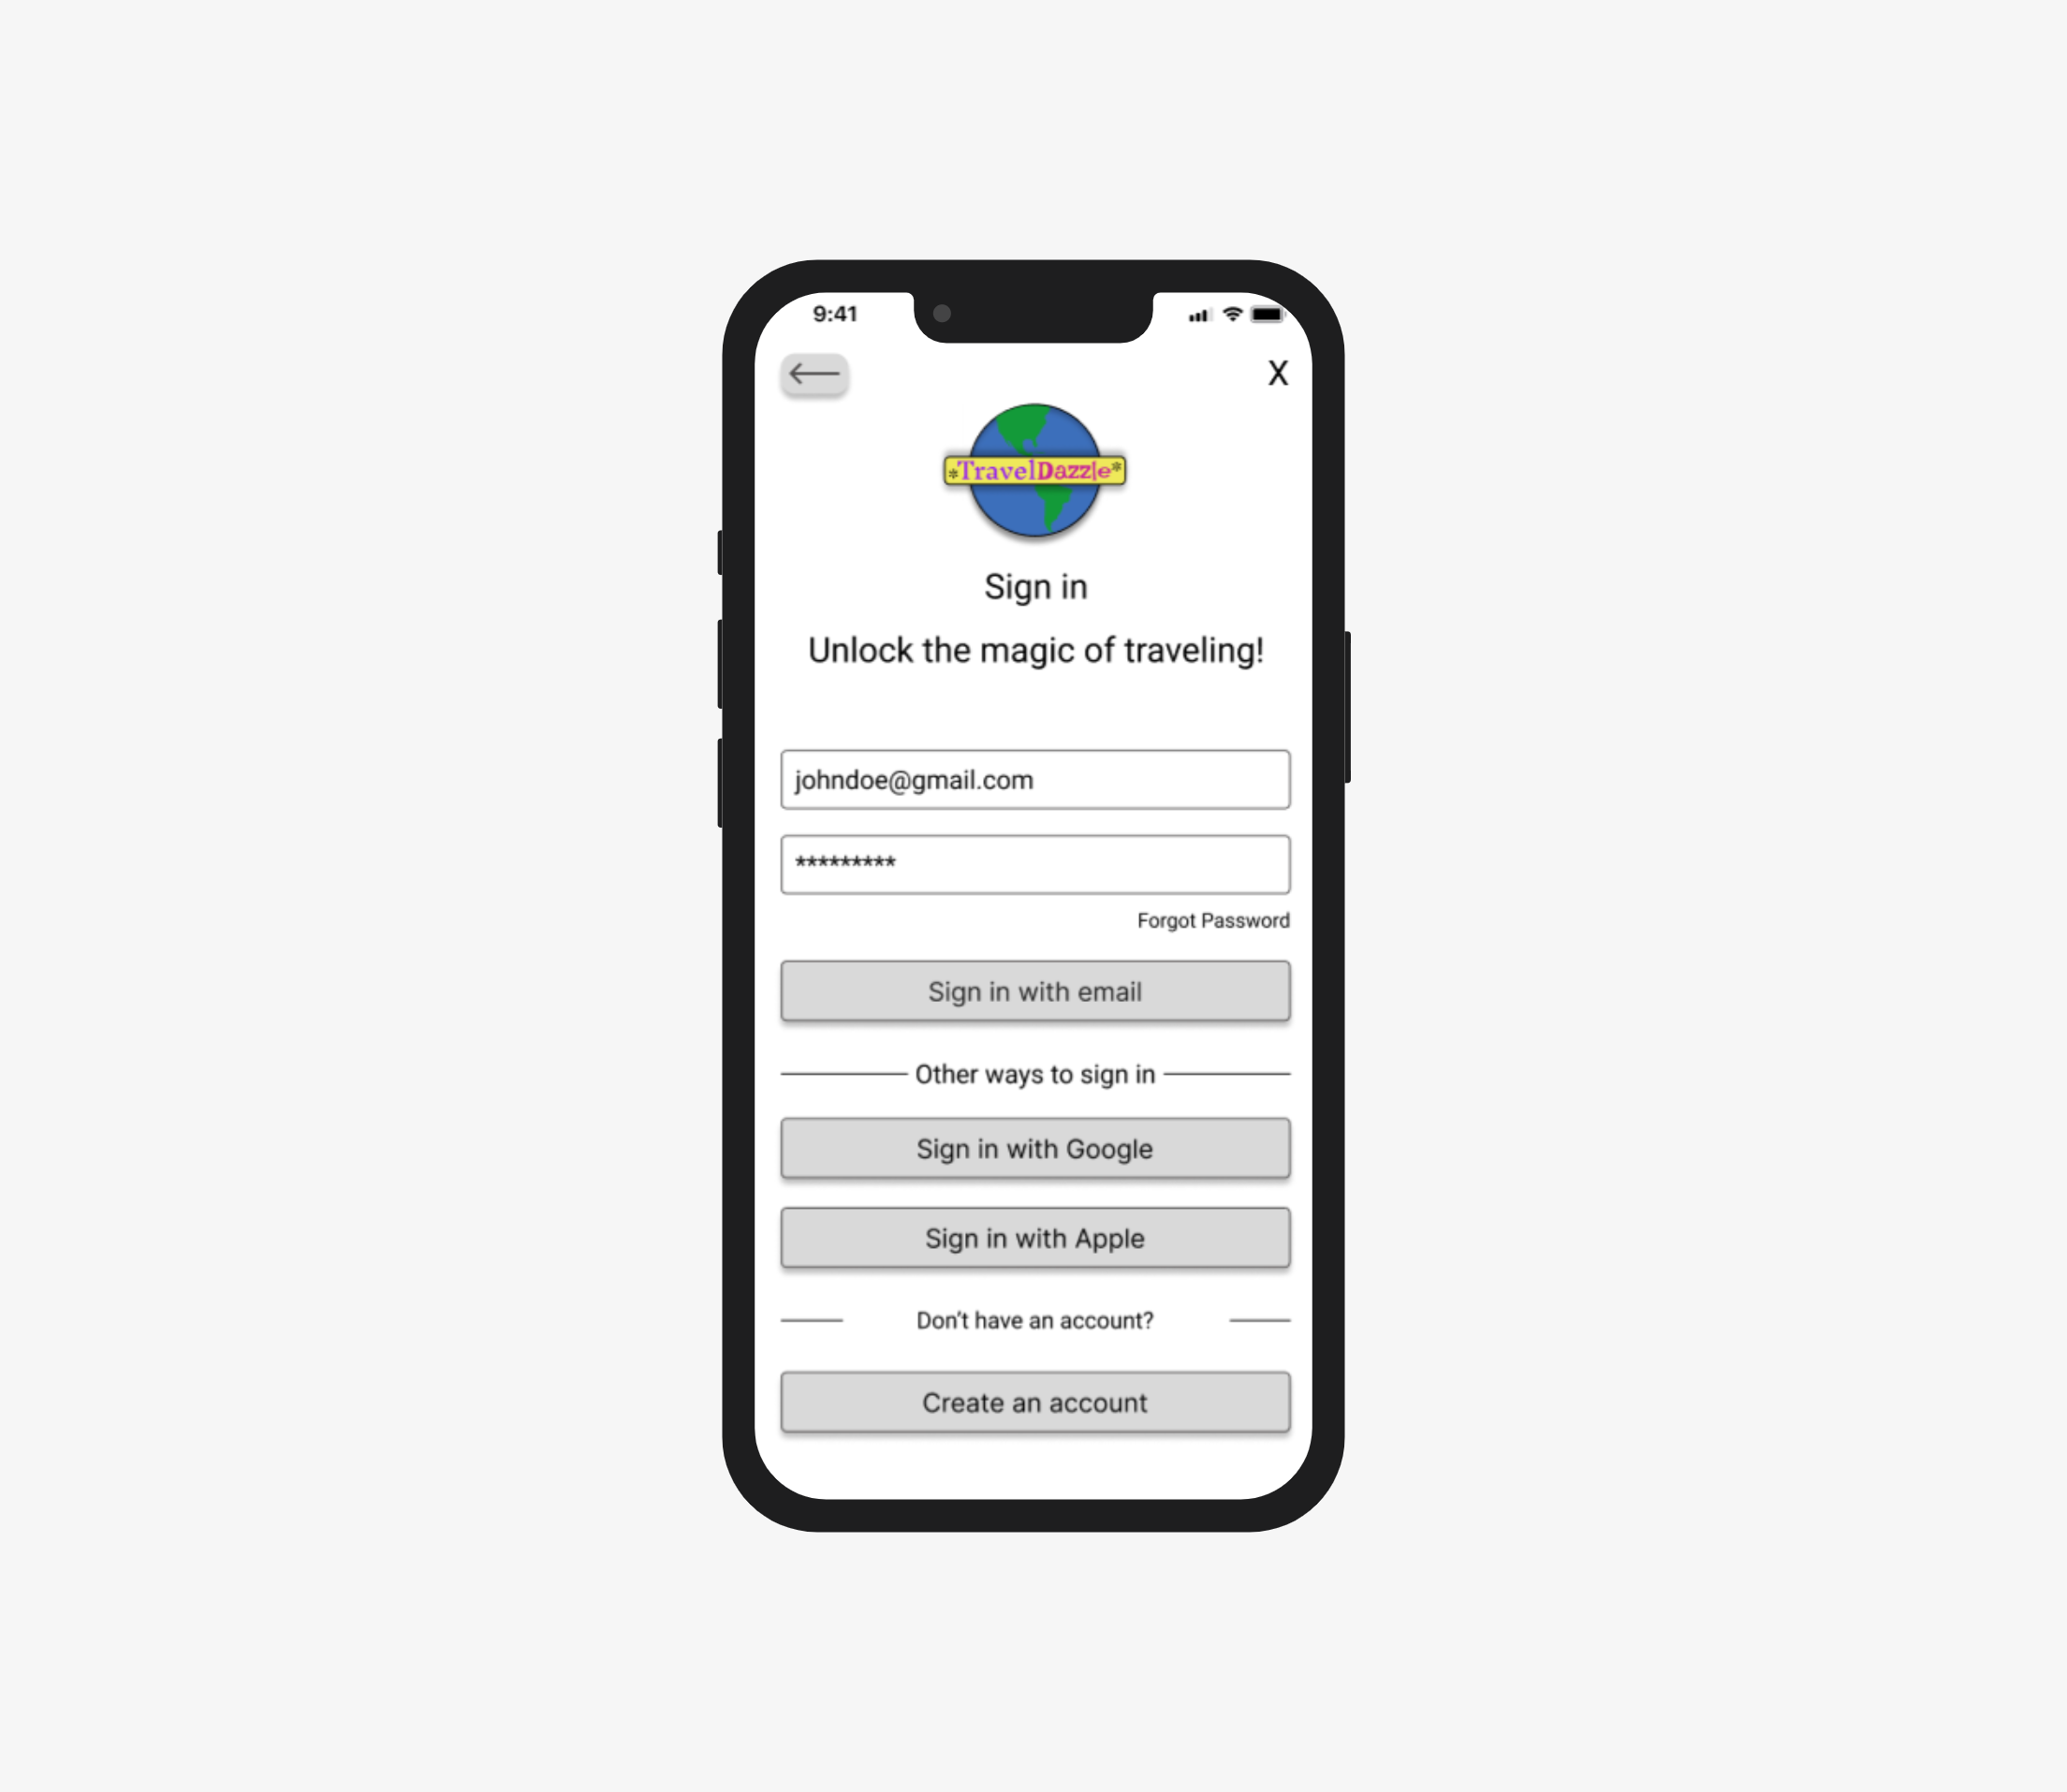 9:41
X
*TravelDazzle*
Sign in
Unlock the magic of traveling!
johndoe@gmail.com
*********
Forgot Password
Sign in with email
Other ways to sign in
Sign in with Google
Sign in with Apple
Don't have an account?
Create an account